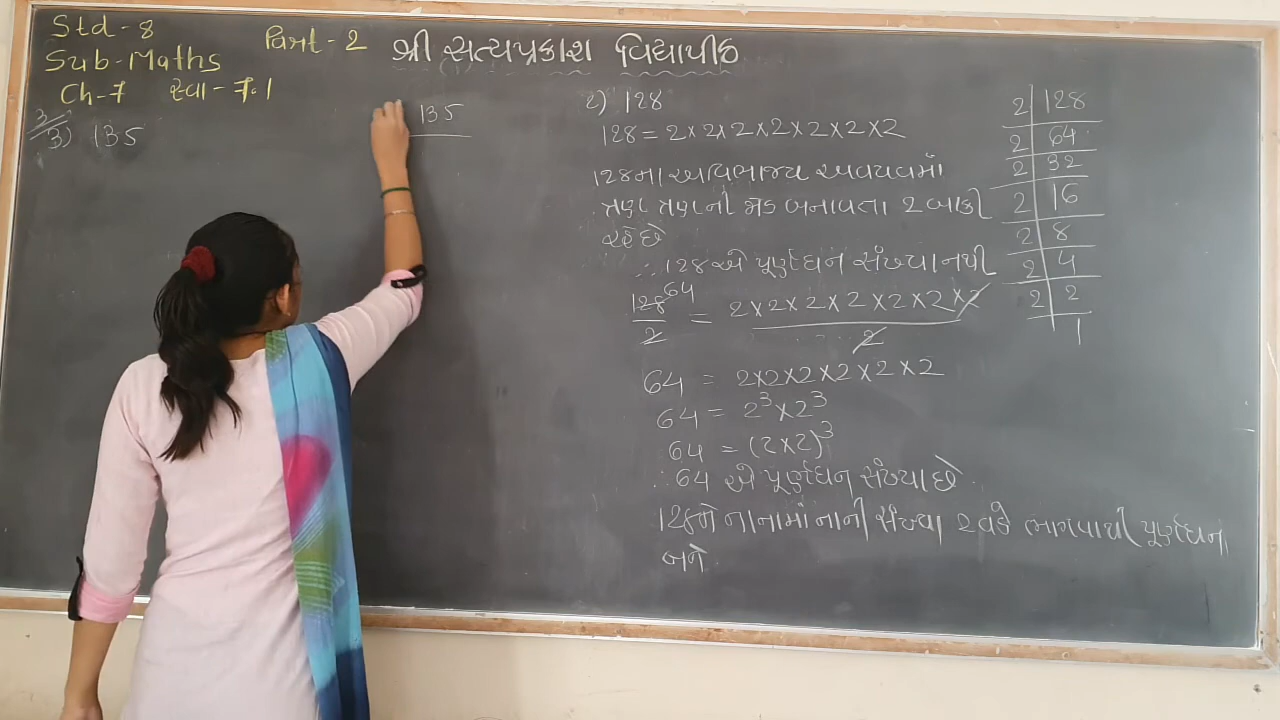 Std - 8
Part - 2
શ્રી સત્યપ્રકાશ વિદ્યાપીઠ
Sub - Maths
Ch - 7 સ્વા - 7.1
3/ 3) 135
135
2) 128
128 = 2 × 2 × 2 × 2 × 2 × 2 × 2
128ના અવિભાજ્ય અવયવમાં
ત્રણ ત્રણની જોડ બનાવતા 2 બાકી
રહે છે
∴ 128 એ પૂર્ણઘન સંખ્યા નથી
128 64 / 2 = 2 × 2 × 2 × 2 × 2 × 2 × 2 / 2
64 = 2 × 2 × 2 × 2 × 2 × 2
64 = 2³ × 2³
64 = (2 × 2)³
∴ 64 એ પૂર્ણઘન સંખ્યા છે.
128ને નાનામાં નાની સંખ્યા 2 વડે ભાગવાથી પૂર્ણઘન
બને.
2 | 128
2 | 64
2 | 32
2 | 16
2 | 8
2 | 4
2 | 2
1